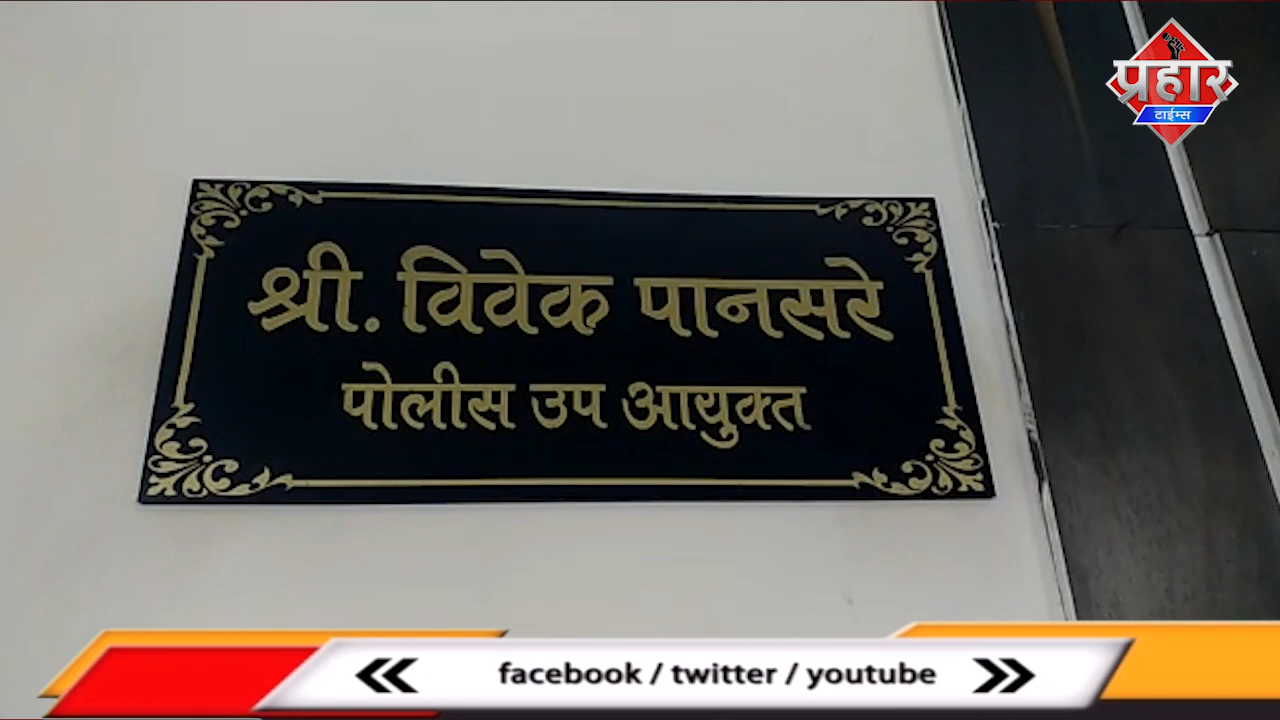 प्रहार
टाईम्स
श्री. विवेक पानसरे
पोलीस उप आयुक्त
facebook / twitter / youtube